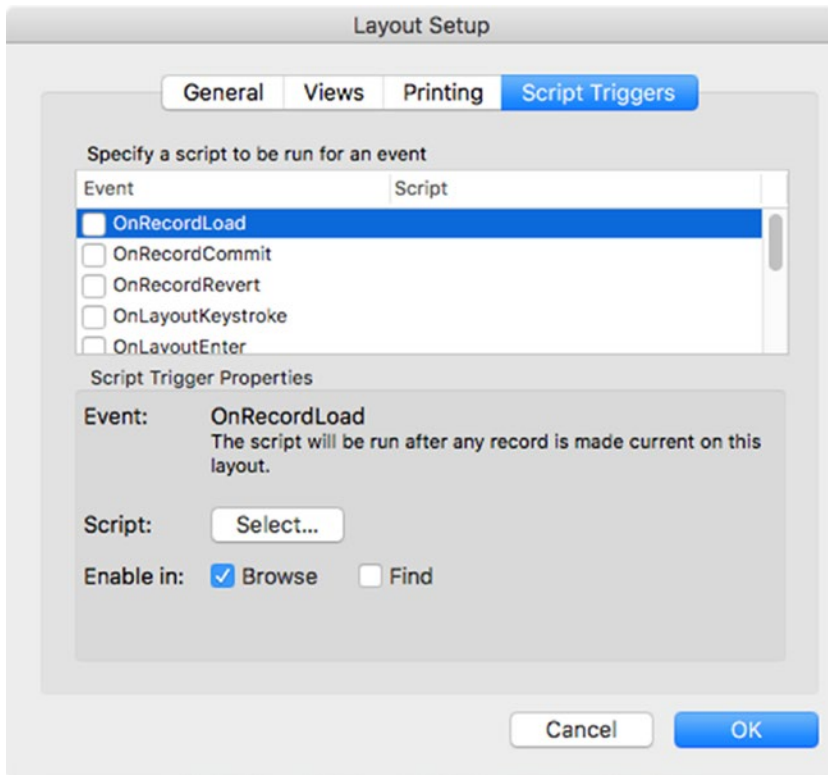 Layout Setup
General Views Printing Script Triggers
Specify a script to be run for an event
Event Script
OnRecordLoad
OnRecordCommit
OnRecordRevert
OnLayoutKeystroke
OnLayoutEnter
Script Trigger Properties
Event: OnRecordLoad
The script will be run after any record is made current on this
layout.
Script: Select...
Enable in: Browse Find
Cancel OK